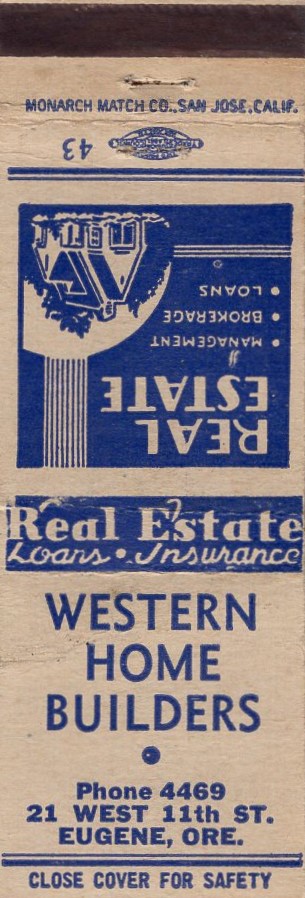 MONARCH MATCH CO., SAN JOSE, CALIF.
43
REAL
ESTATE
• MANAGEMENT
• BROKERAGE
• LOANS
Real Estate
Loans • Insurance
WESTERN
HOME
BUILDERS
•
Phone 4469
21 WEST 11th ST.
EUGENE, ORE.
CLOSE COVER FOR SAFETY